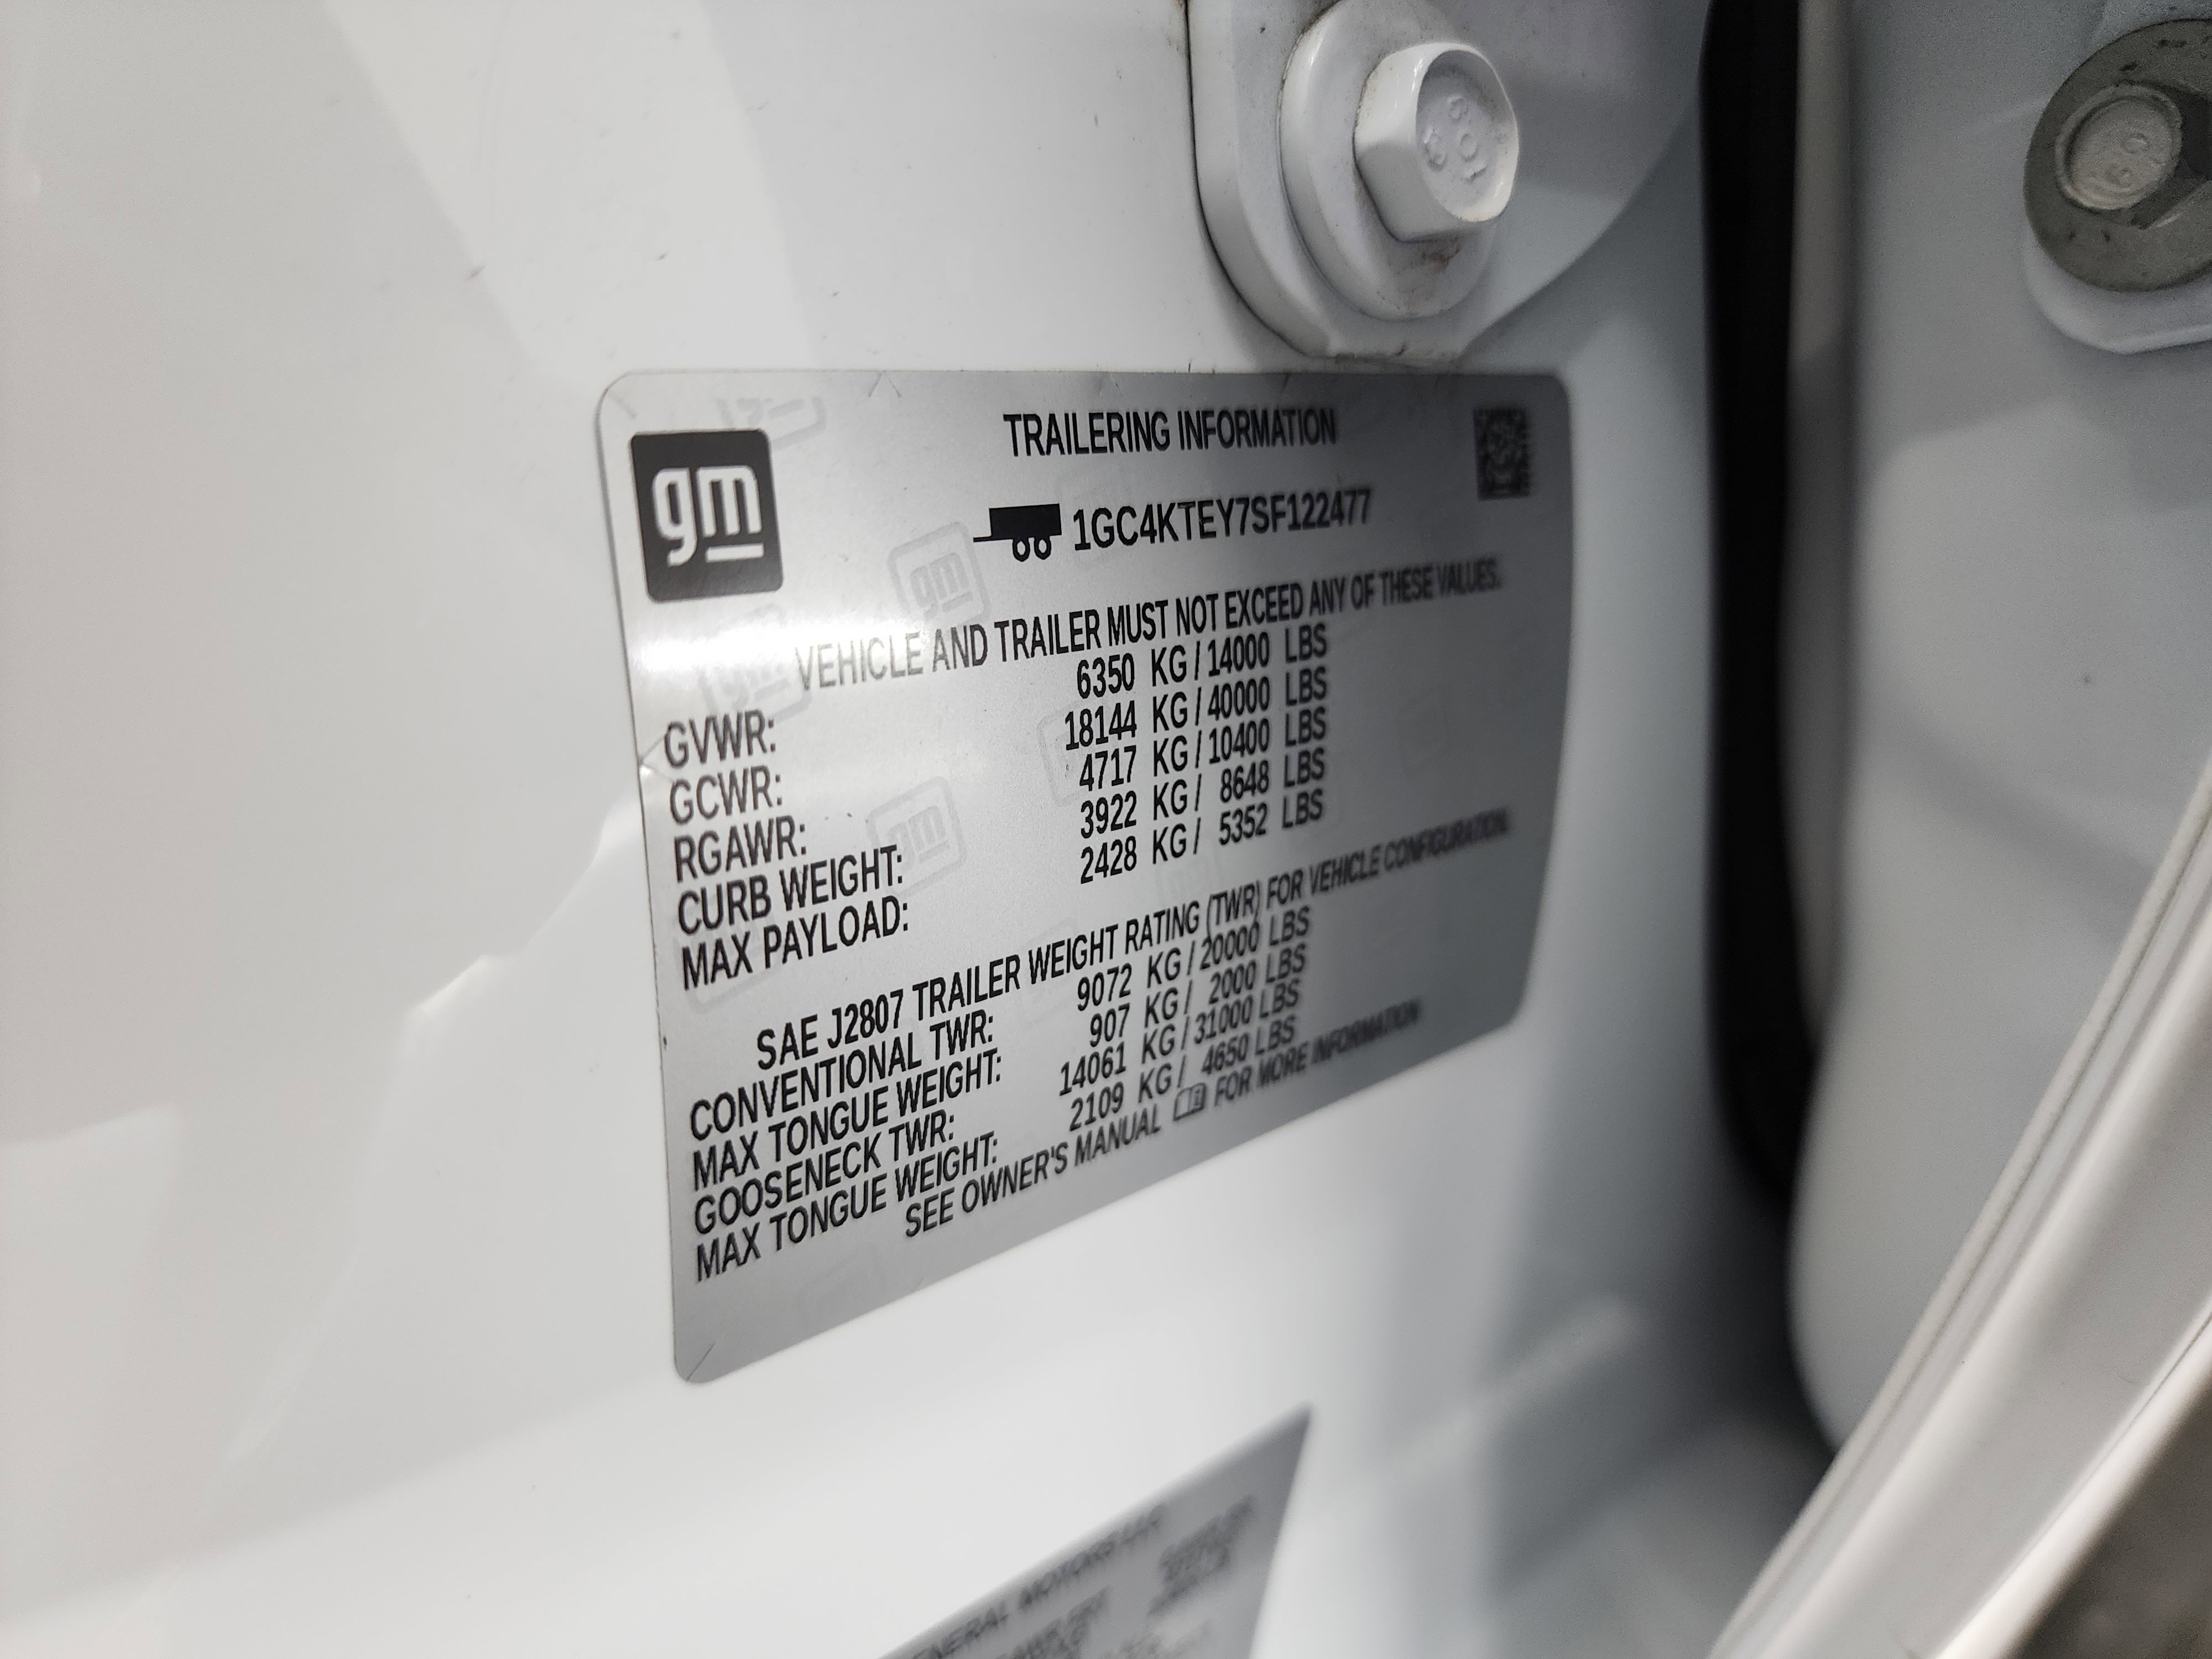 gm
TRAILERING INFORMATION
1GC4KTEY7SF122477
VEHICLE AND TRAILER MUST NOT EXCEED ANY OF THESE VALUES.
GVWR: 6350 KG / 14000 LBS
GCWR: 18144 KG / 40000 LBS
RGAWR: 4717 KG / 10400 LBS
CURB WEIGHT: 3922 KG / 8648 LBS
MAX PAYLOAD: 2428 KG / 5352 LBS
SAE J2807 TRAILER WEIGHT RATING (TWR) FOR VEHICLE CONFIGURATION.
CONVENTIONAL TWR: 9072 KG / 20000 LBS
MAX TONGUE WEIGHT: 907 KG / 2000 LBS
GOOSENECK TWR: 14061 KG / 31000 LBS
MAX TONGUE WEIGHT: 2109 KG / 4650 LBS
SEE OWNER'S MANUAL FOR MORE INFORMATION
GENERAL MOTORS